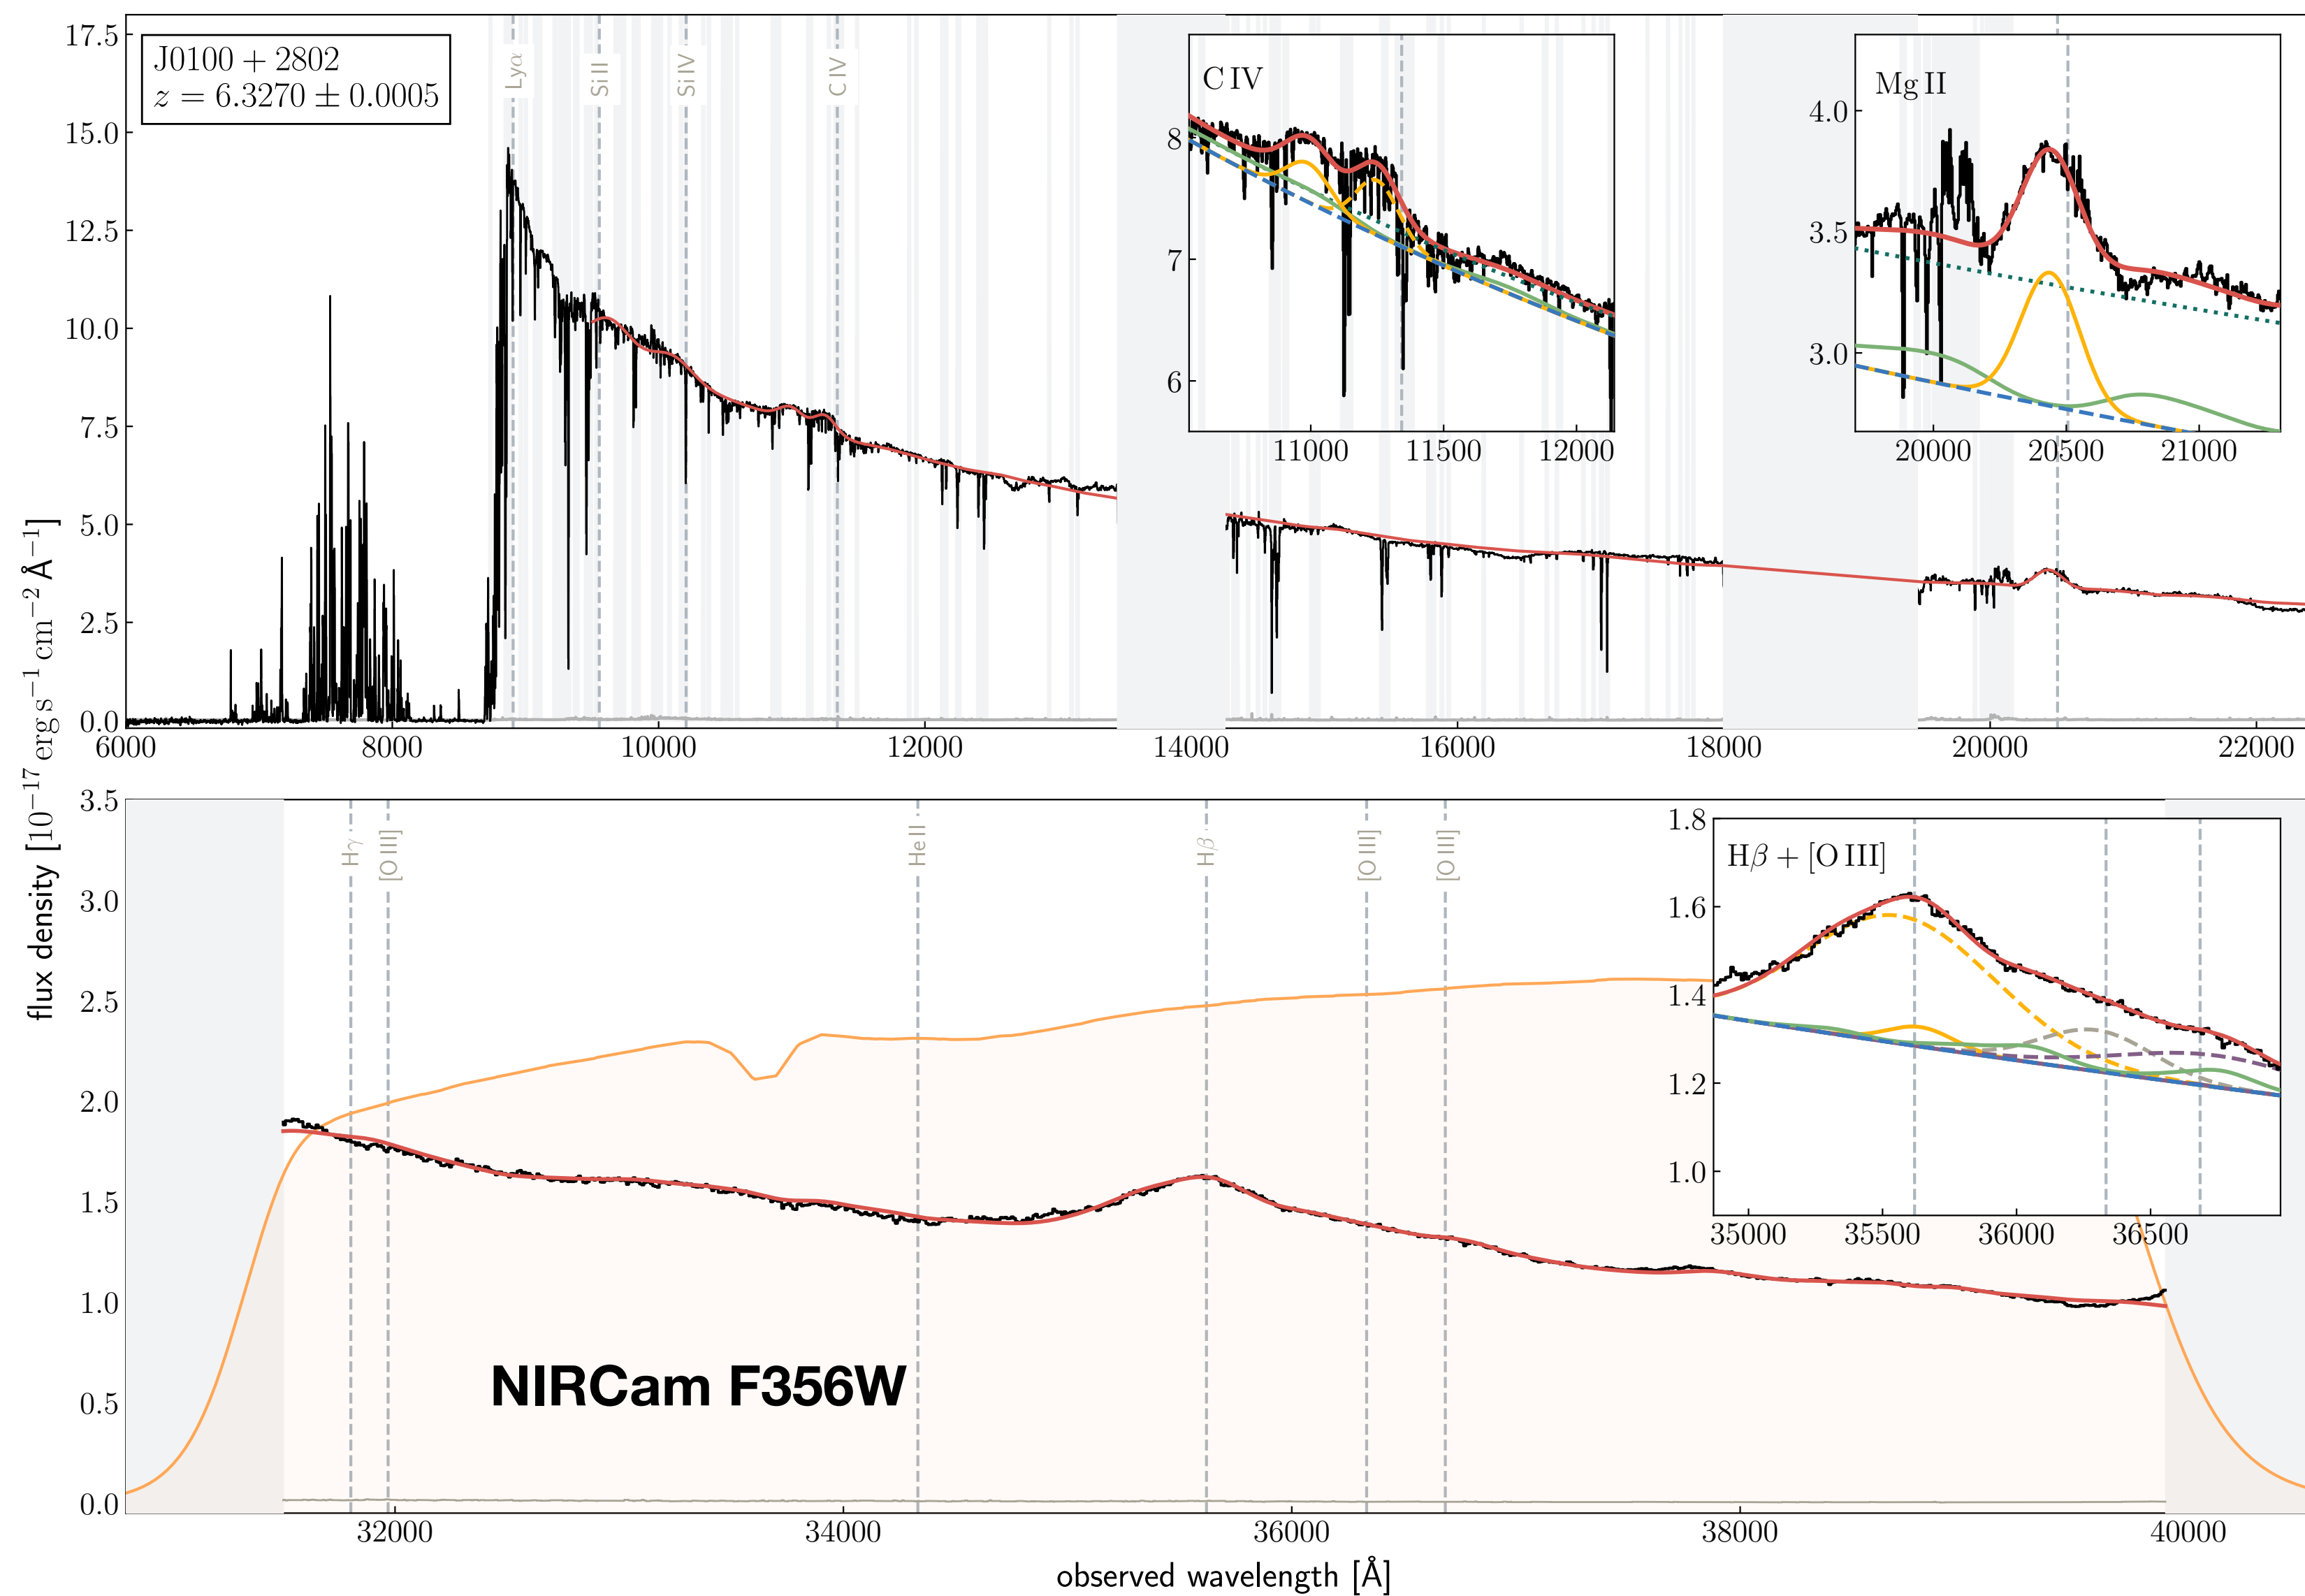 J0100 + 2802
z = 6.3270 ± 0.0005
Lyα
Si II
Si IV
C IV
17.5
15.0
12.5
10.0
7.5
5.0
2.5
0.0
6000 8000 10000 12000 14000 16000 18000 20000 22000
C IV
8
7
6
11000 11500 12000
Mg II
4.0
3.5
3.0
20000 20500 21000
flux density [10⁻¹⁷ erg s⁻¹ cm⁻² Å⁻¹]
3.5
3.0
2.5
2.0
1.5
1.0
0.5
0.0
Hγ
[O III]
He II
Hβ
[O III]
[O III]
Hβ + [O III]
1.8
1.6
1.4
1.2
1.0
35000 35500 36000 36500
NIRCam F356W
32000 34000 36000 38000 40000
observed wavelength [Å]